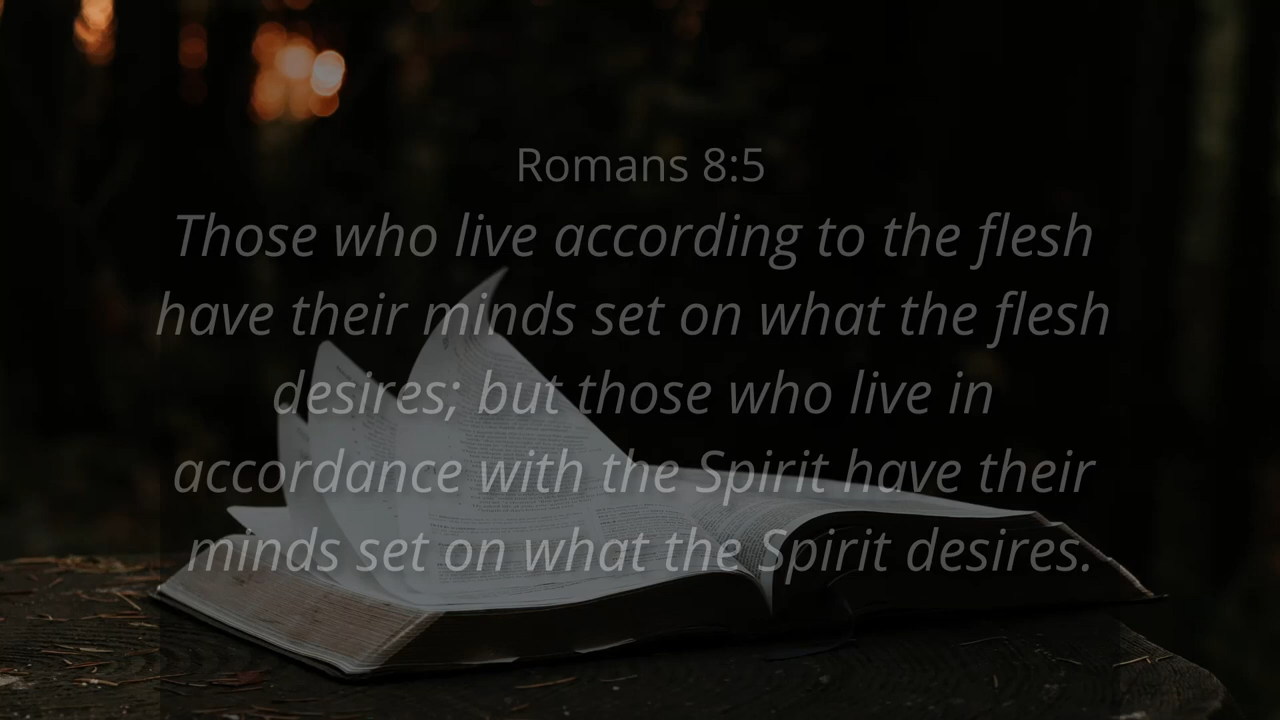 Romans 8:5
Those who live according to the flesh
have their minds set on what the flesh
desires; but those who live in
accordance with the Spirit have their
minds set on what the Spirit desires.